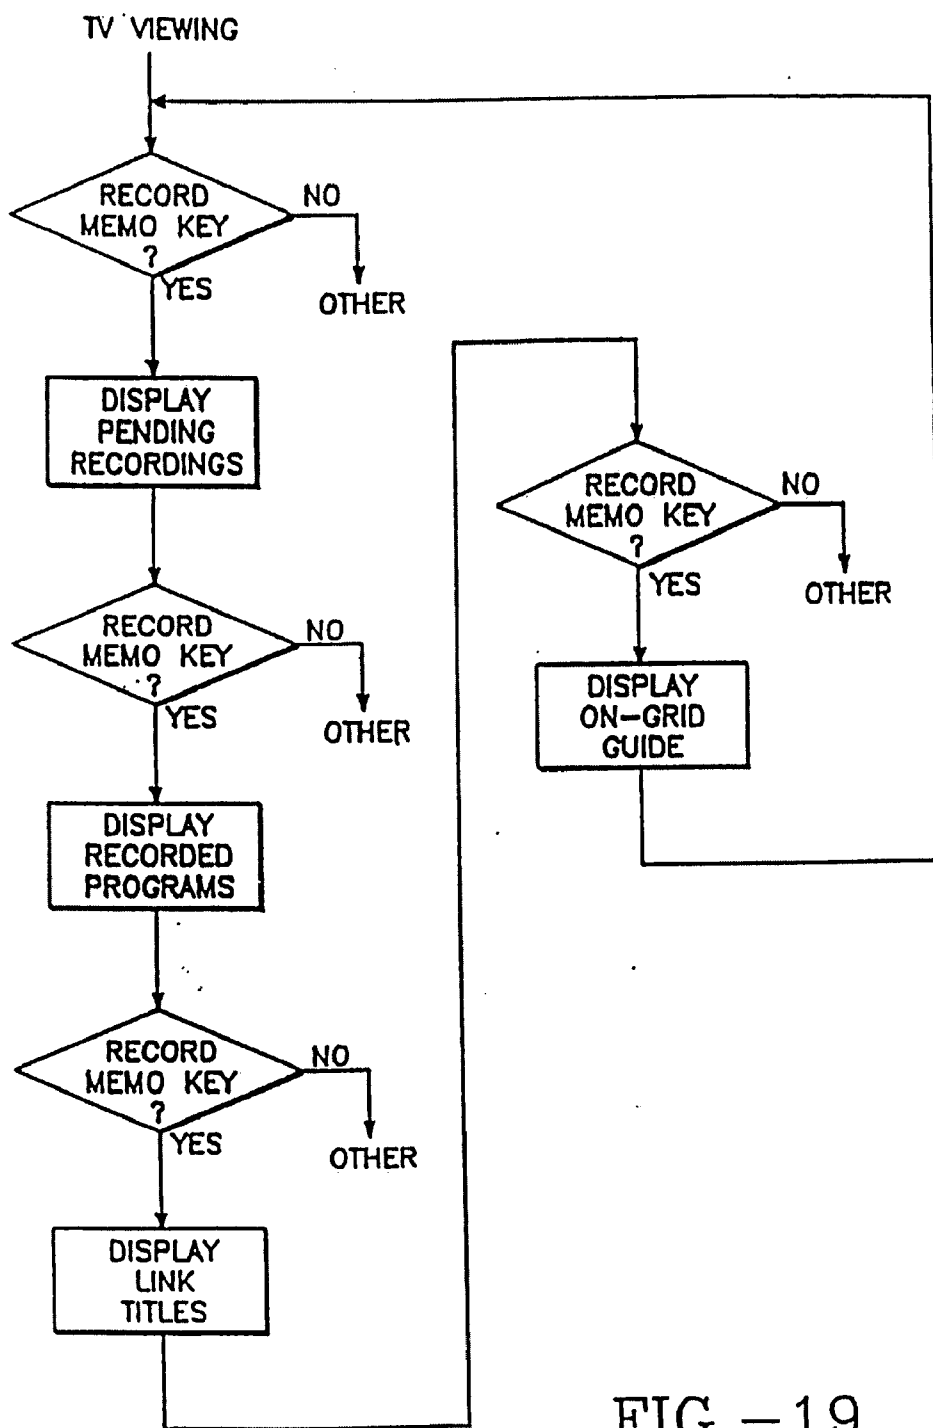 TV VIEWING
RECORD
MEMO KEY
?
NO
YES
OTHER
DISPLAY
PENDING
RECORDINGS
RECORD
MEMO KEY
?
NO
YES
OTHER
DISPLAY
RECORDED
PROGRAMS
RECORD
MEMO KEY
?
NO
YES
OTHER
DISPLAY
LINK
TITLES
RECORD
MEMO KEY
?
NO
YES
OTHER
DISPLAY
ON-GRID
GUIDE
FIG.-19